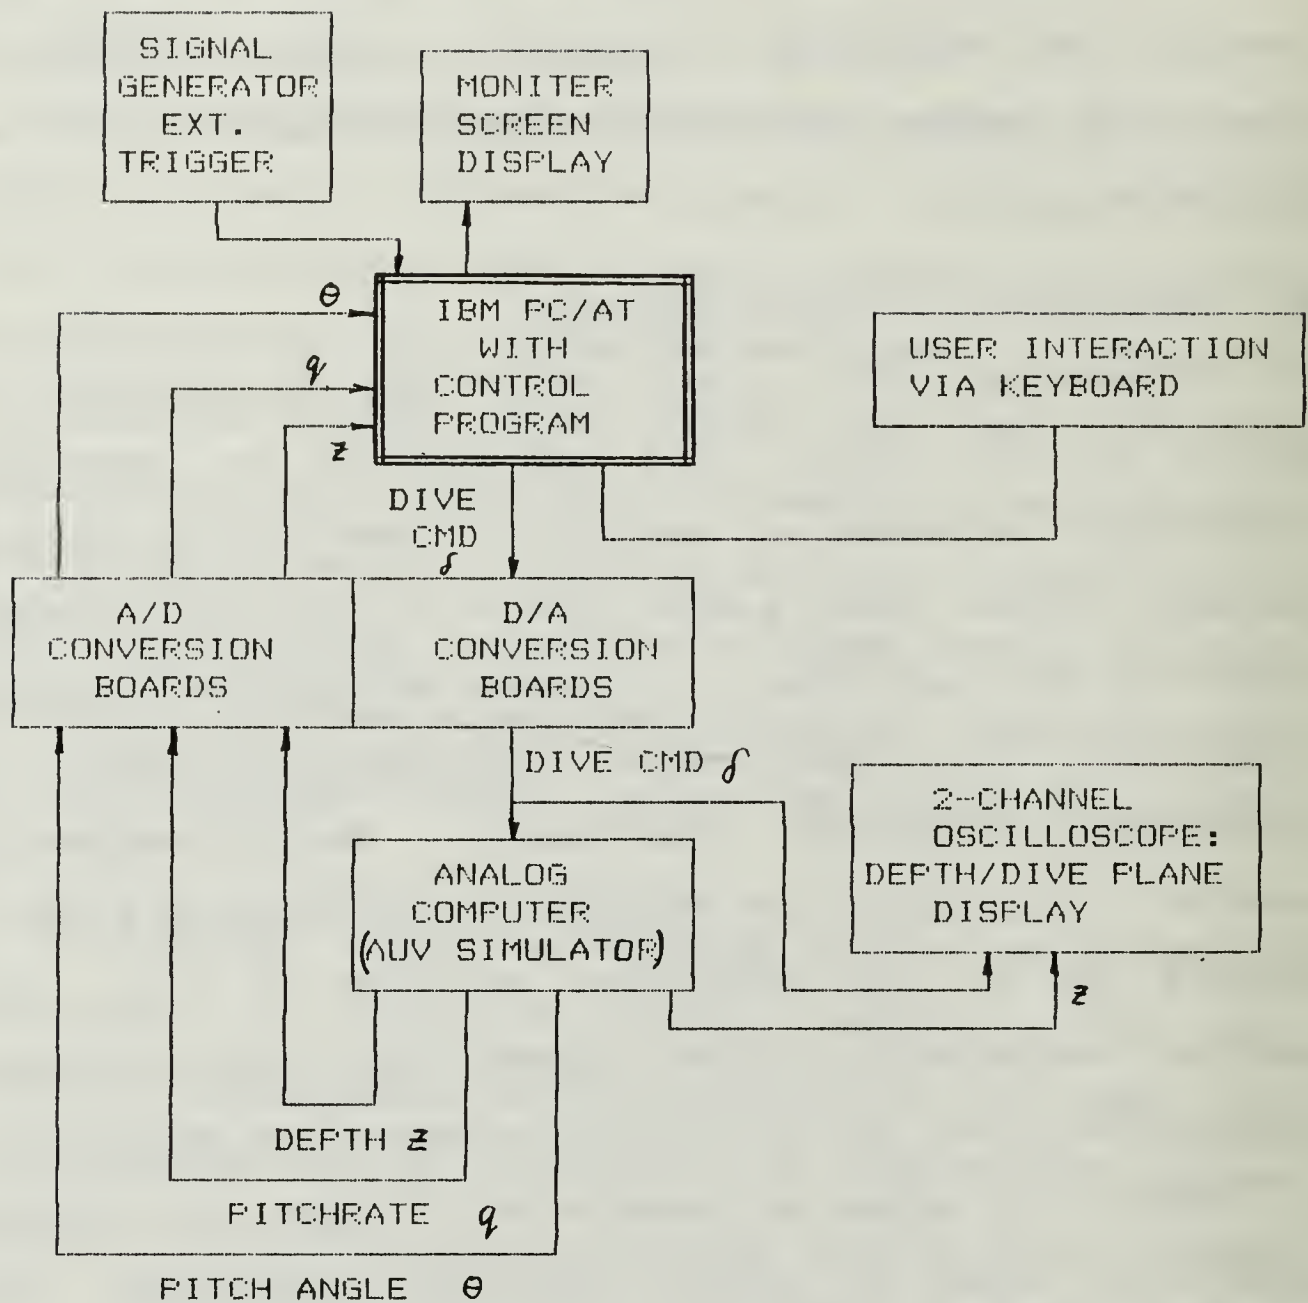 SIGNAL
GENERATOR
EXT.
TRIGGER
MONITER
SCREEN
DISPLAY
θ
q
z
IBM PC/AT
WITH
CONTROL
PROGRAM
USER INTERACTION
VIA KEYBOARD
DIVE
CMD
δ
A/D
CONVERSION
BOARDS
D/A
CONVERSION
BOARDS
DIVE CMD δ
2-CHANNEL
OSCILLOSCOPE:
DEPTH/DIVE PLANE
DISPLAY
ANALOG
COMPUTER
(AUV SIMULATOR)
z
DEPTH z
PITCHRATE q
PITCH ANGLE θ